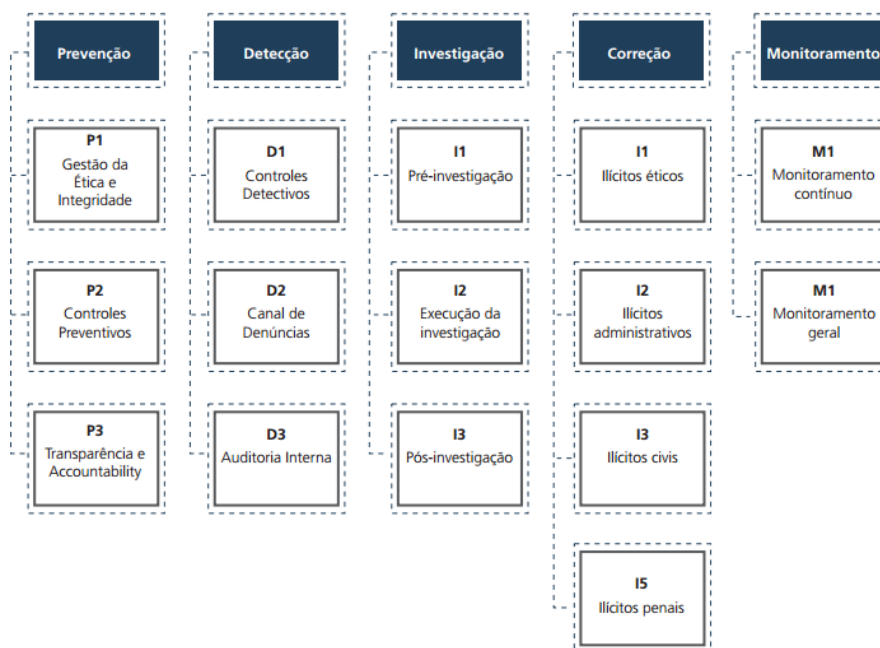 Prevenção
Detecção
Investigação
Correção
Monitoramento
P1
Gestão da
Ética e
Integridade
D1
Controles
Detectivos
I1
Pré-investigação
I1
Ilícitos éticos
M1
Monitoramento
contínuo
P2
Controles
Preventivos
D2
Canal de
Denúncias
I2
Execução da
investigação
I2
Ilícitos
administrativos
M1
Monitoramento
geral
P3
Transparência e
Accountability
D3
Auditoria Interna
I3
Pós-investigação
I3
Ilícitos civis
I5
Ilícitos penais